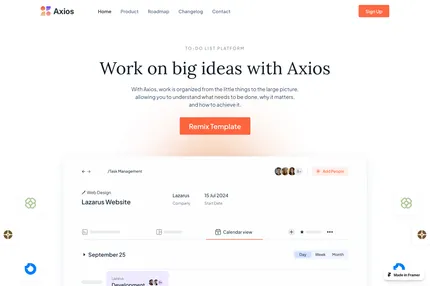 Axios
Home Product Roadmap Changelog Contact
Sign Up
TO-DO LIST PLATFORM
Work on big ideas with Axios
With Axios, work is organized from the little things to the large picture,
allowing you to understand what needs to be done, why it matters,
and how to achieve it.
Remix Template
/Task Management
Add People
Web Design
Lazarus Website
Lazarus
Company
15 Jul 2024
Start Date
Calendar view
September 25
Day Week Month
Lazarus
Development
Made in Framer